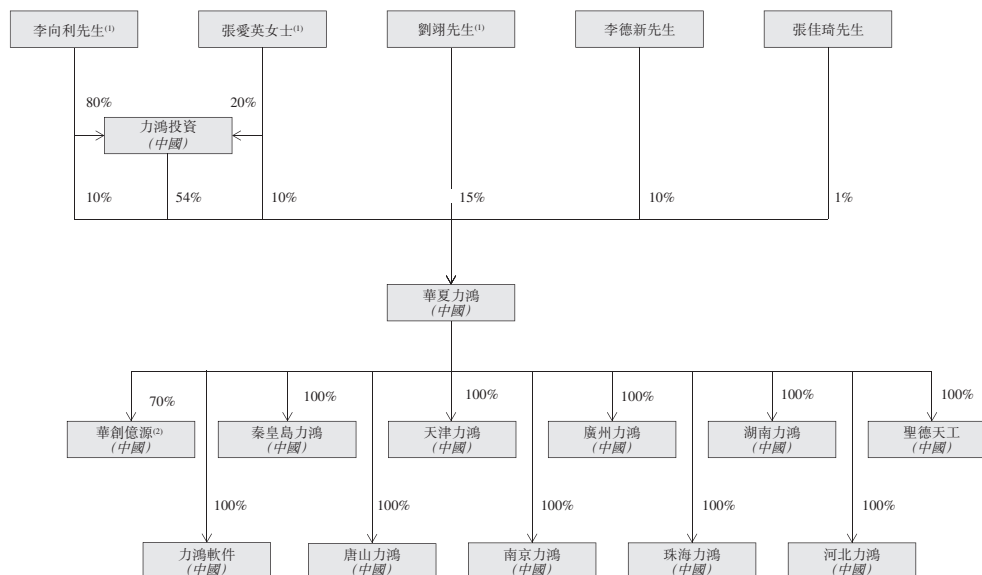 李向利先生(1)
張愛英女士(1)
劉翊先生(1)
李德新先生
張佳琦先生
80%
20%
力鴻投資
(中國)
10%
54%
10%
15%
10%
1%
華夏力鴻
(中國)
70%
100%
100%
100%
100%
100%
華創億源(2)
(中國)
秦皇島力鴻
(中國)
天津力鴻
(中國)
廣州力鴻
(中國)
湖南力鴻
(中國)
聖德天工
(中國)
100%
100%
100%
100%
100%
力鴻軟件
(中國)
唐山力鴻
(中國)
南京力鴻
(中國)
珠海力鴻
(中國)
河北力鴻
(中國)